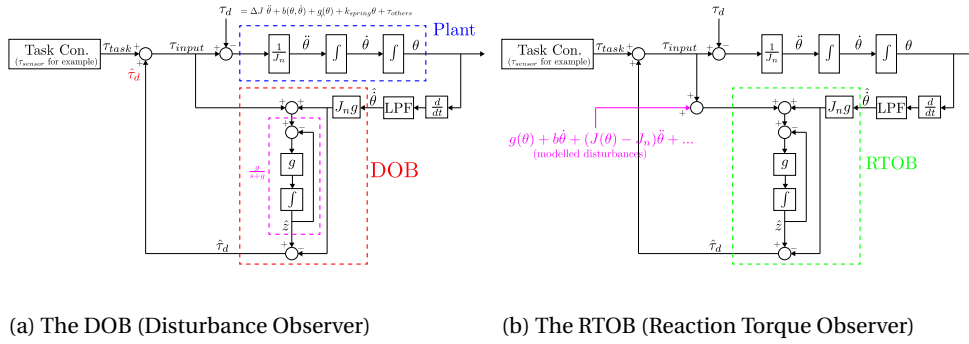 τ_d = ΔJ θ̈ + b(θ, θ̇) + g(θ) + k_spring θ + τ_others
Plant
Task Con.
(τ_sensor for example)
τ_task + τ_input + −
1/J_n θ̈ ∫ θ̇ ∫ θ
τ̂_d +
+ + J_n g θ̂̇ LPF d/dt
+ −
DOB
g/(s+g) g
∫
ẑ
τ̂_d + −
(a) The DOB (Disturbance Observer)
τ_d
Task Con.
(τ_sensor for example)
τ_task + τ_input + −
1/J_n θ̈ ∫ θ̇ ∫ θ
+
+ + + + J_n g θ̂̇ LPF d/dt
g(θ) + bθ̇ + (J(θ) − J_n)θ̈ + ...
(modelled disturbances)
+ −
g
RTOB
∫
ẑ
τ̂_d + −
(b) The RTOB (Reaction Torque Observer)